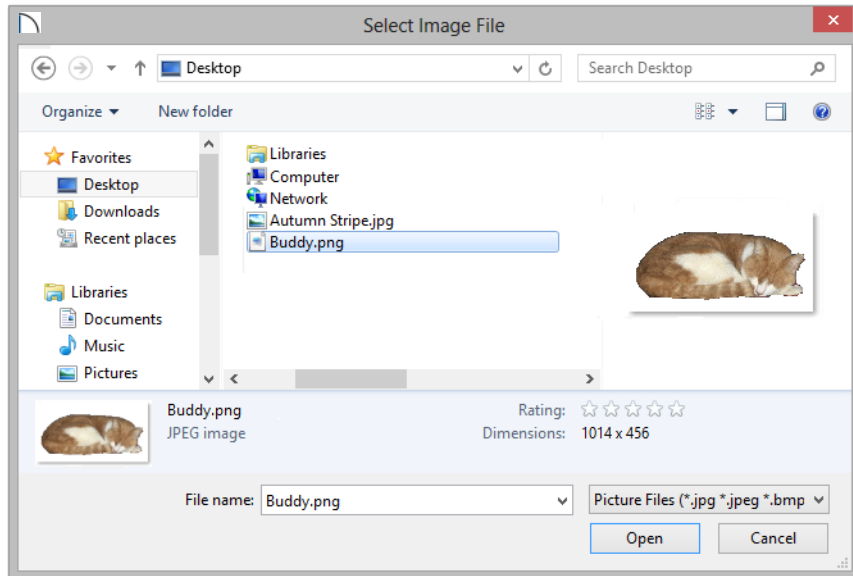 Select Image File
Desktop
Search Desktop
Organize
New folder
Favorites
Desktop
Downloads
Recent places
Libraries
Documents
Music
Pictures
Libraries
Computer
Network
Autumn Stripe.jpg
Buddy.png
Buddy.png
JPEG image
Rating:
Dimensions: 1014 x 456
File name: Buddy.png
Picture Files (*.jpg *.jpeg *.bmp
Open
Cancel